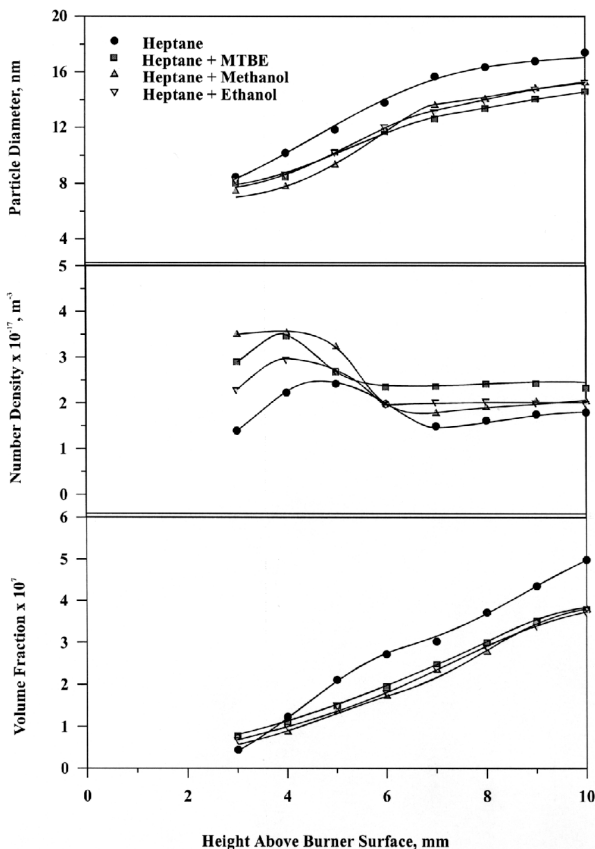 20
16
12
8
4
Particle Diameter, nm
Heptane
Heptane + MTBE
Heptane + Methanol
Heptane + Ethanol
5
4
3
2
1
0
Number Density x 10⁻¹⁷, m⁻³
6
5
4
3
2
1
0
Volume Fraction x 10⁷
0 2 4 6 8 10
Height Above Burner Surface, mm